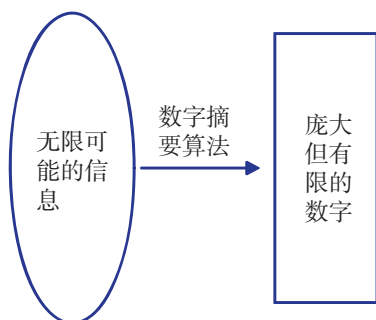 无限可
能的信
息
数字摘
要算法
庞大
但有
限的
数字